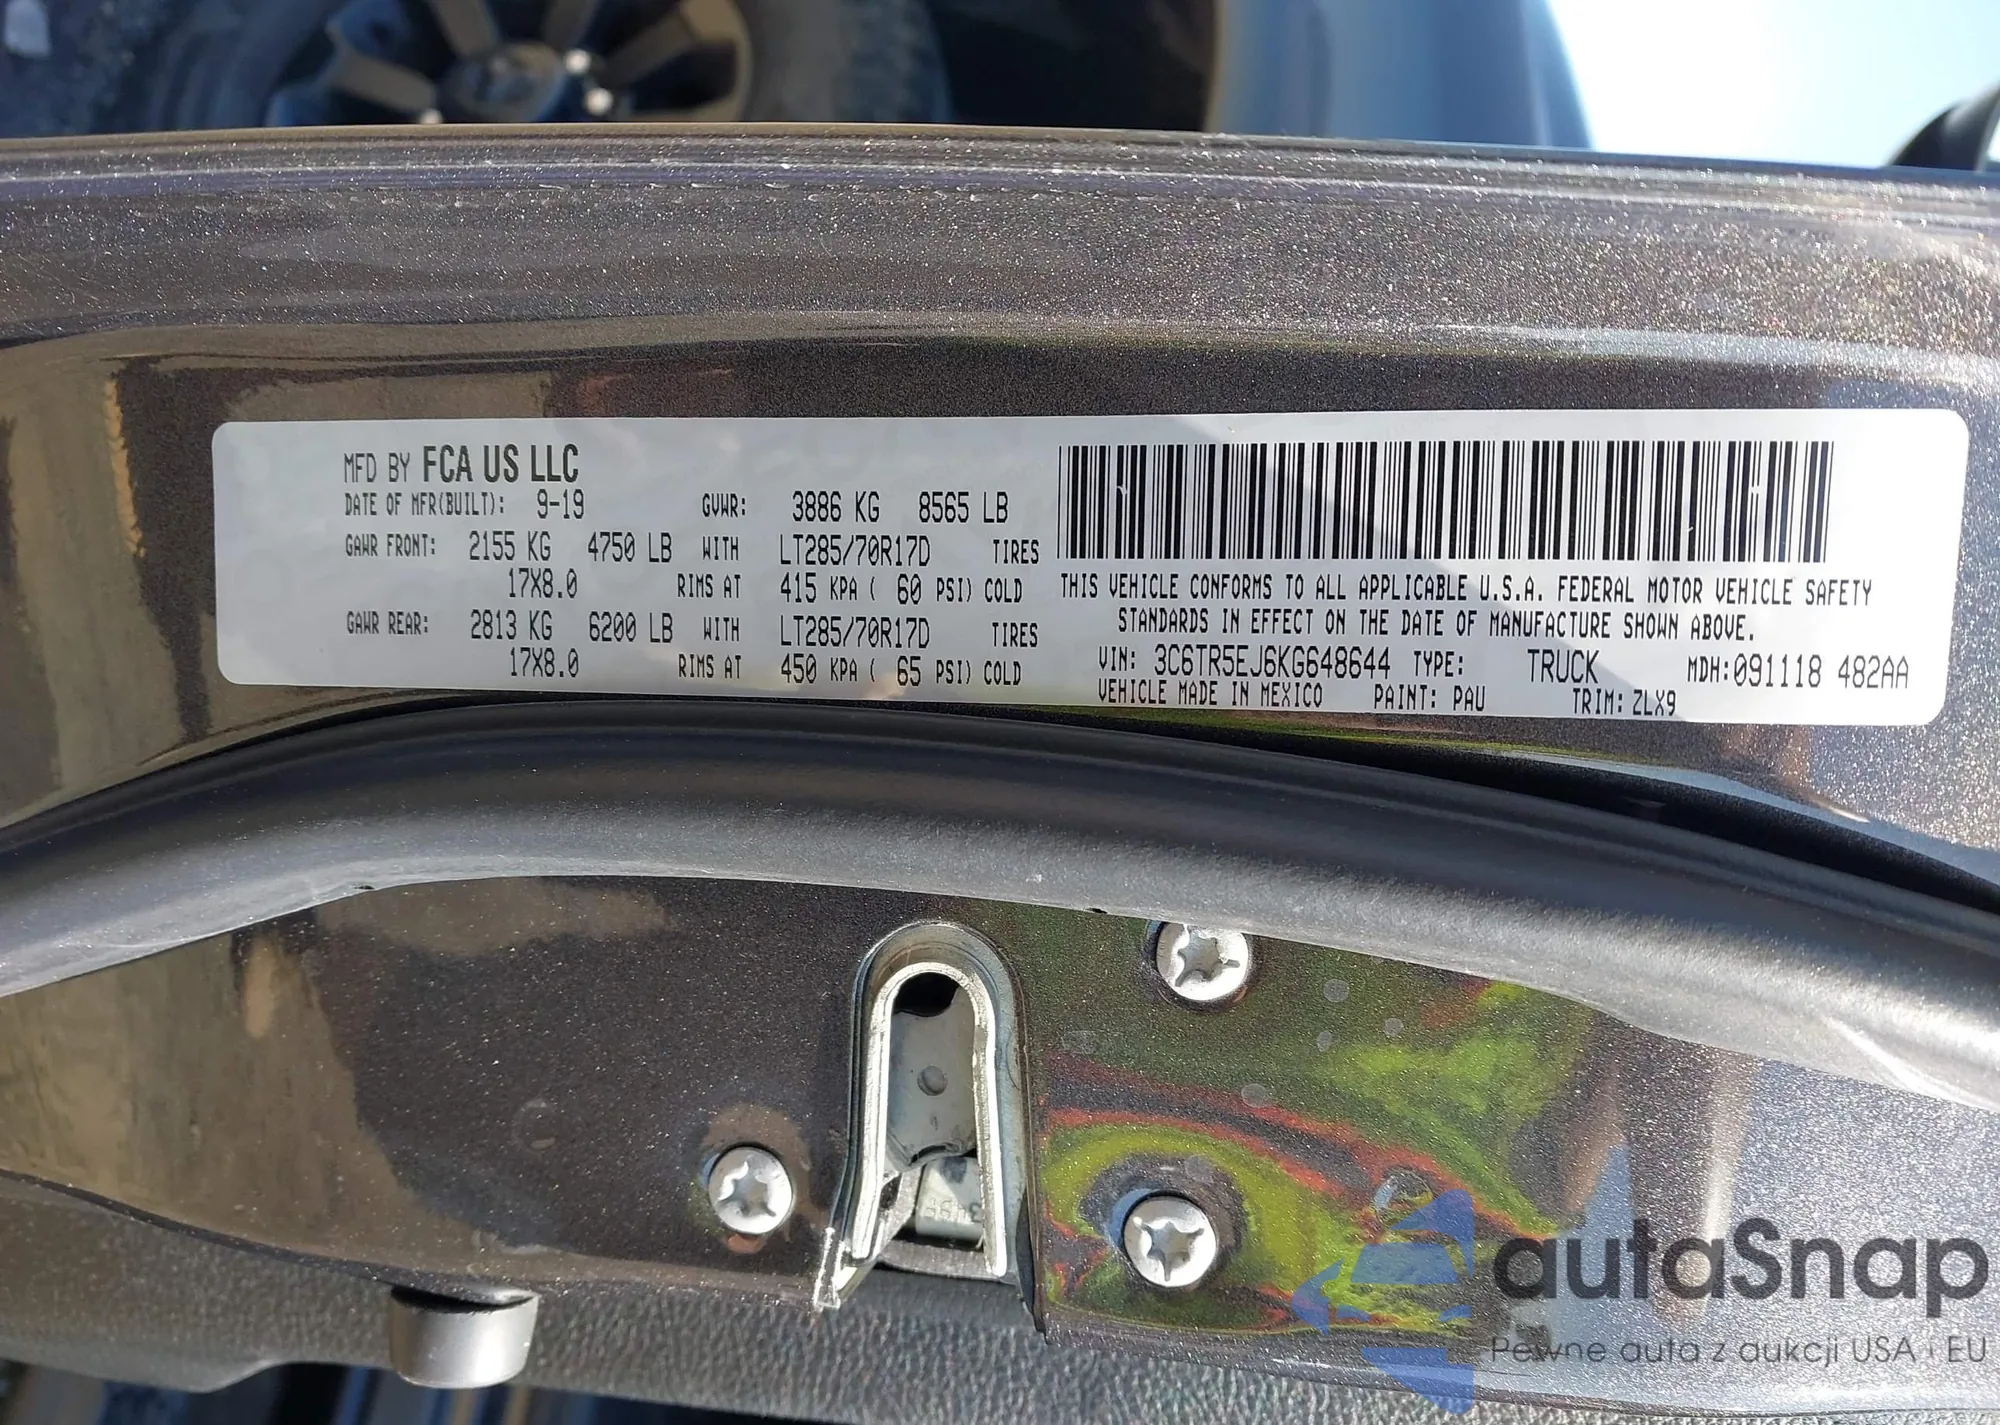 MFD BY FCA US LLC
DATE OF MFR(BUILT): 9-19 GVWR: 3886 KG 8565 LB
GAWR FRONT: 2155 KG 4750 LB WITH LT285/70R17D TIRES
17X8.0 RIMS AT 415 KPA ( 60 PSI) COLD
GAWR REAR: 2813 KG 6200 LB WITH LT285/70R17D TIRES
17X8.0 RIMS AT 450 KPA ( 65 PSI) COLD
THIS VEHICLE CONFORMS TO ALL APPLICABLE U.S.A. FEDERAL MOTOR VEHICLE SAFETY
STANDARDS IN EFFECT ON THE DATE OF MANUFACTURE SHOWN ABOVE.
VIN: 3C6TR5EJ6KG648644 TYPE: TRUCK MDH:091118 482AA
VEHICLE MADE IN MEXICO PAINT: PAU TRIM: ZLX9
autaSnap
Pewne auta z aukcji USA i EU